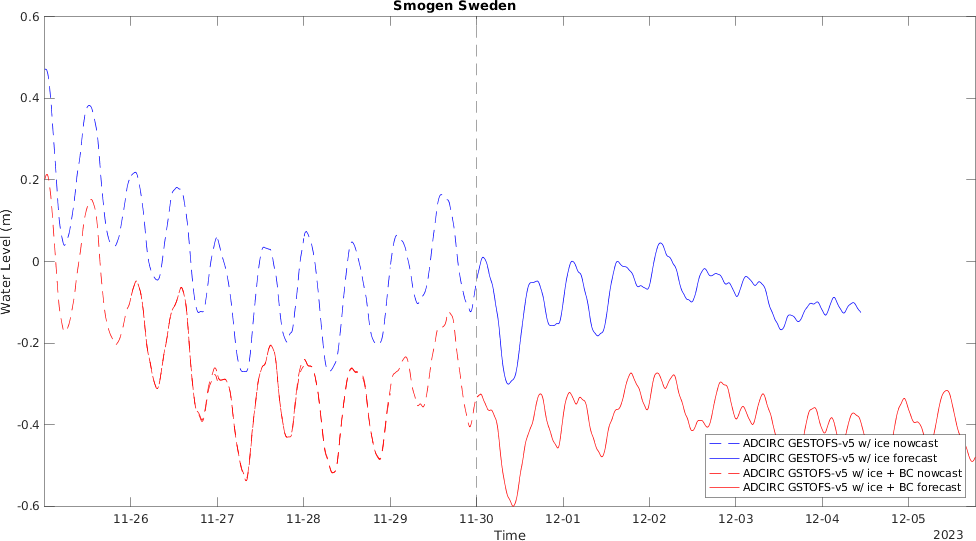 Smogen Sweden
Water Level (m)
0.6
0.4
0.2
0
-0.2
-0.4
-0.6
11-26
11-27
11-28
11-29
11-30
12-01
12-02
12-03
12-04
12-05
Time
2023
ADCIRC GESTOFS-v5 w/ ice nowcast
ADCIRC GESTOFS-v5 w/ ice forecast
ADCIRC GSTOFS-v5 w/ ice + BC nowcast
ADCIRC GSTOFS-v5 w/ ice + BC forecast